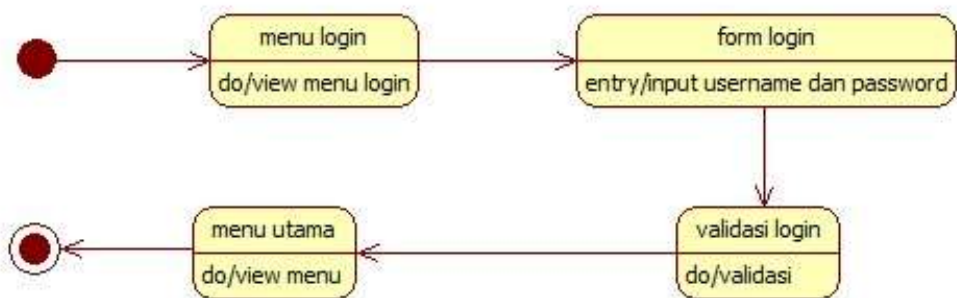 menu login
do/view menu login
form login
entry/input username dan password
validasi login
do/validasi
menu utama
do/view menu